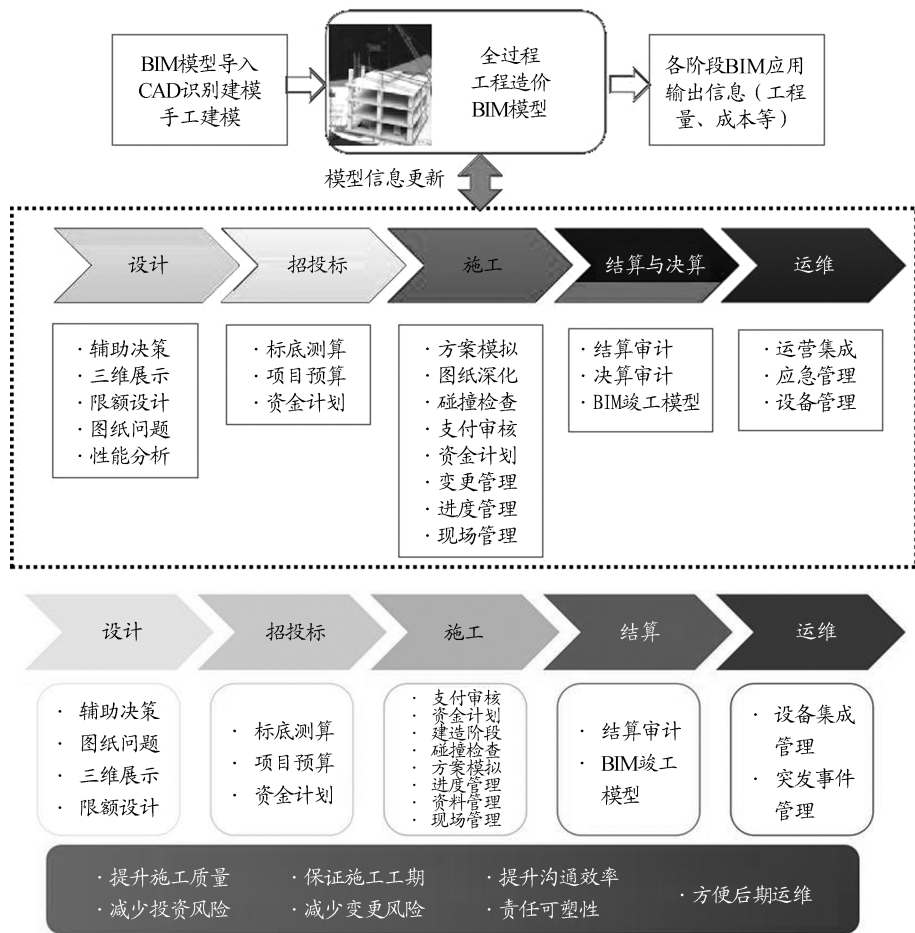 BIM模型导入
CAD识别建模
手工建模
全过程
工程造价
BIM模型
各阶段BIM应用
输出信息（工程
量、成本等）
模型信息更新
设计
招投标
施工
结算与决算
运维
·辅助决策
·三维展示
·限额设计
·图纸问题
·性能分析
·标底测算
·项目预算
·资金计划
·方案模拟
·图纸深化
·碰撞检查
·支付审核
·资金计划
·变更管理
·进度管理
·现场管理
·结算审计
·决算审计
·BIM竣工模型
·运营集成
·应急管理
·设备管理
设计
招投标
施工
结算
运维
· 辅助决策
· 图纸问题
· 三维展示
· 限额设计
· 标底测算
· 项目预算
· 资金计划
· 支付审核
· 资金计划
· 建造阶段
· 碰撞检查
· 方案模拟
· 进度管理
· 资料管理
· 现场管理
· 结算审计
· BIM竣工
模型
· 设备集成
管理
· 突发事件
管理
·提升施工质量
·保证施工工期
·提升沟通效率
·减少投资风险
·减少变更风险
·责任可塑性
·方便后期运维